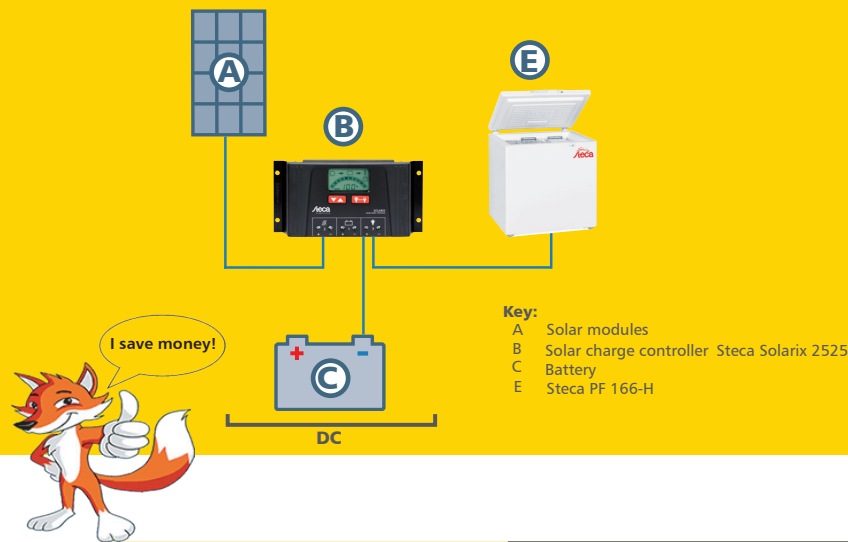 A
E
B
Steca
Steca
Key:
A Solar modules
B Solar charge controller Steca Solarix 2525
C Battery
E Steca PF 166-H
I save money!
+ -
C
DC